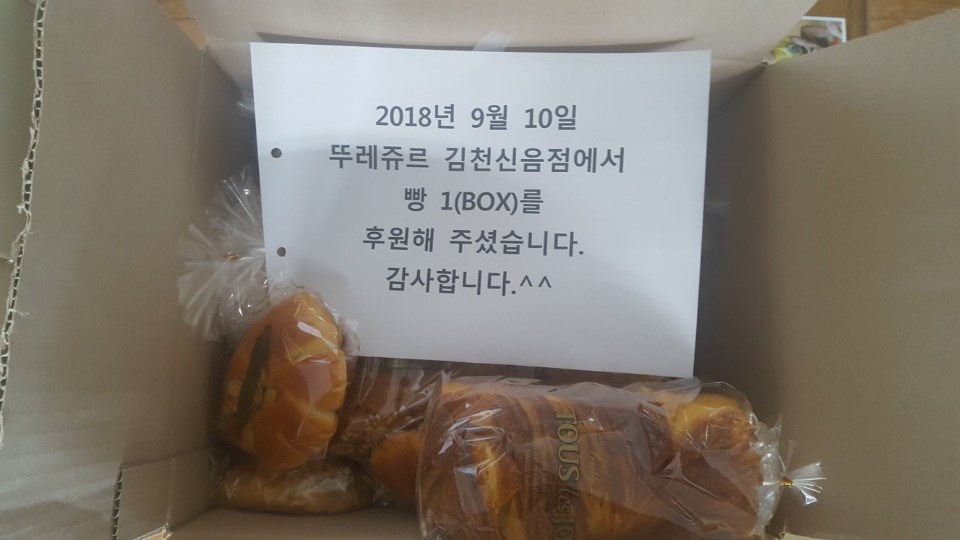 2018년 9월 10일
뚜레쥬르 김천신음점에서
빵 1(BOX)를
후원해 주셨습니다.
감사합니다.^^
TOUS